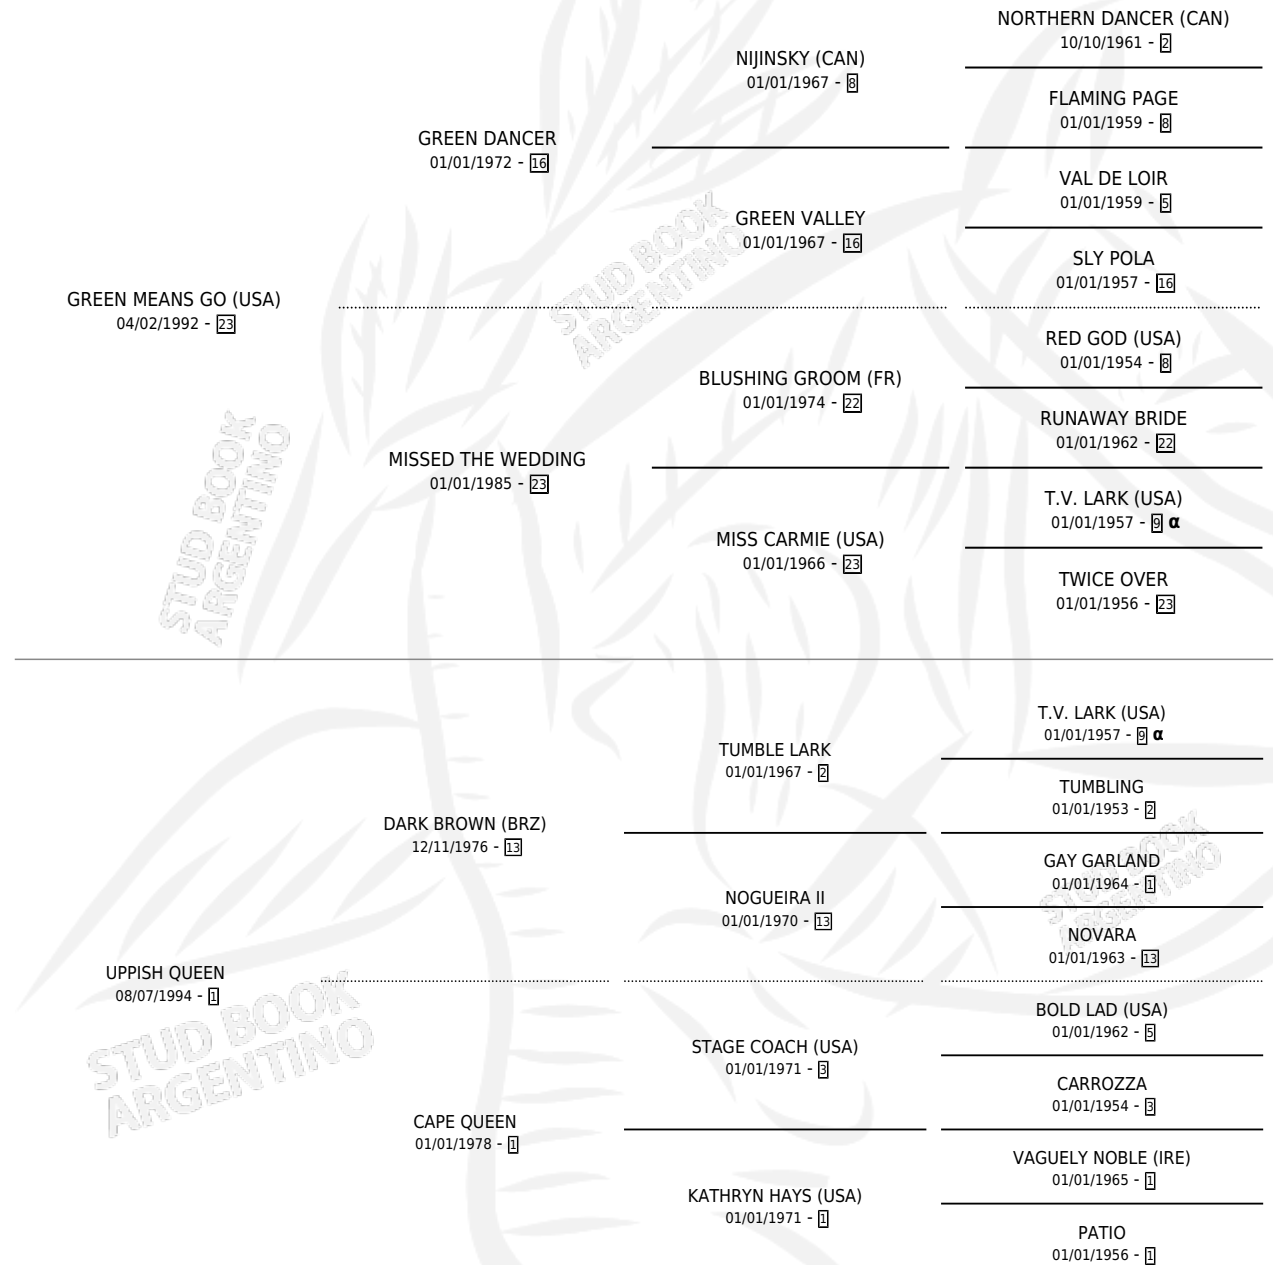 NORTHERN DANCER (CAN)
10/10/1961 - 2
NIJINSKY (CAN)
01/01/1967 - 8
FLAMING PAGE
01/01/1959 - 8
GREEN DANCER
01/01/1972 - 16
VAL DE LOIR
01/01/1959 - 5
GREEN VALLEY
01/01/1967 - 16
SLY POLA
01/01/1957 - 16
GREEN MEANS GO (USA)
04/02/1992 - 23
RED GOD (USA)
01/01/1954 - 8
BLUSHING GROOM (FR)
01/01/1974 - 22
RUNAWAY BRIDE
01/01/1962 - 22
MISSED THE WEDDING
01/01/1985 - 23
T.V. LARK (USA)
01/01/1957 - 9 α
MISS CARMIE (USA)
01/01/1966 - 23
TWICE OVER
01/01/1956 - 23
T.V. LARK (USA)
01/01/1957 - 9 α
TUMBLE LARK
01/01/1967 - 2
TUMBLING
01/01/1953 - 2
DARK BROWN (BRZ)
12/11/1976 - 13
GAY GARLAND
01/01/1964 - 1
NOGUEIRA II
01/01/1970 - 13
NOVARA
01/01/1963 - 13
UPPISH QUEEN
08/07/1994 - 1
BOLD LAD (USA)
01/01/1962 - 5
STAGE COACH (USA)
01/01/1971 - 3
CARROZZA
01/01/1954 - 3
CAPE QUEEN
01/01/1978 - 1
VAGUELY NOBLE (IRE)
01/01/1965 - 1
KATHRYN HAYS (USA)
01/01/1971 - 1
PATIO
01/01/1956 - 1
STUD BOOK
ARGENTINO
STUD BOOK
ARGENTINO
STUD BOOK
ARGENTINO
STUD BOOK
ARGENTINO